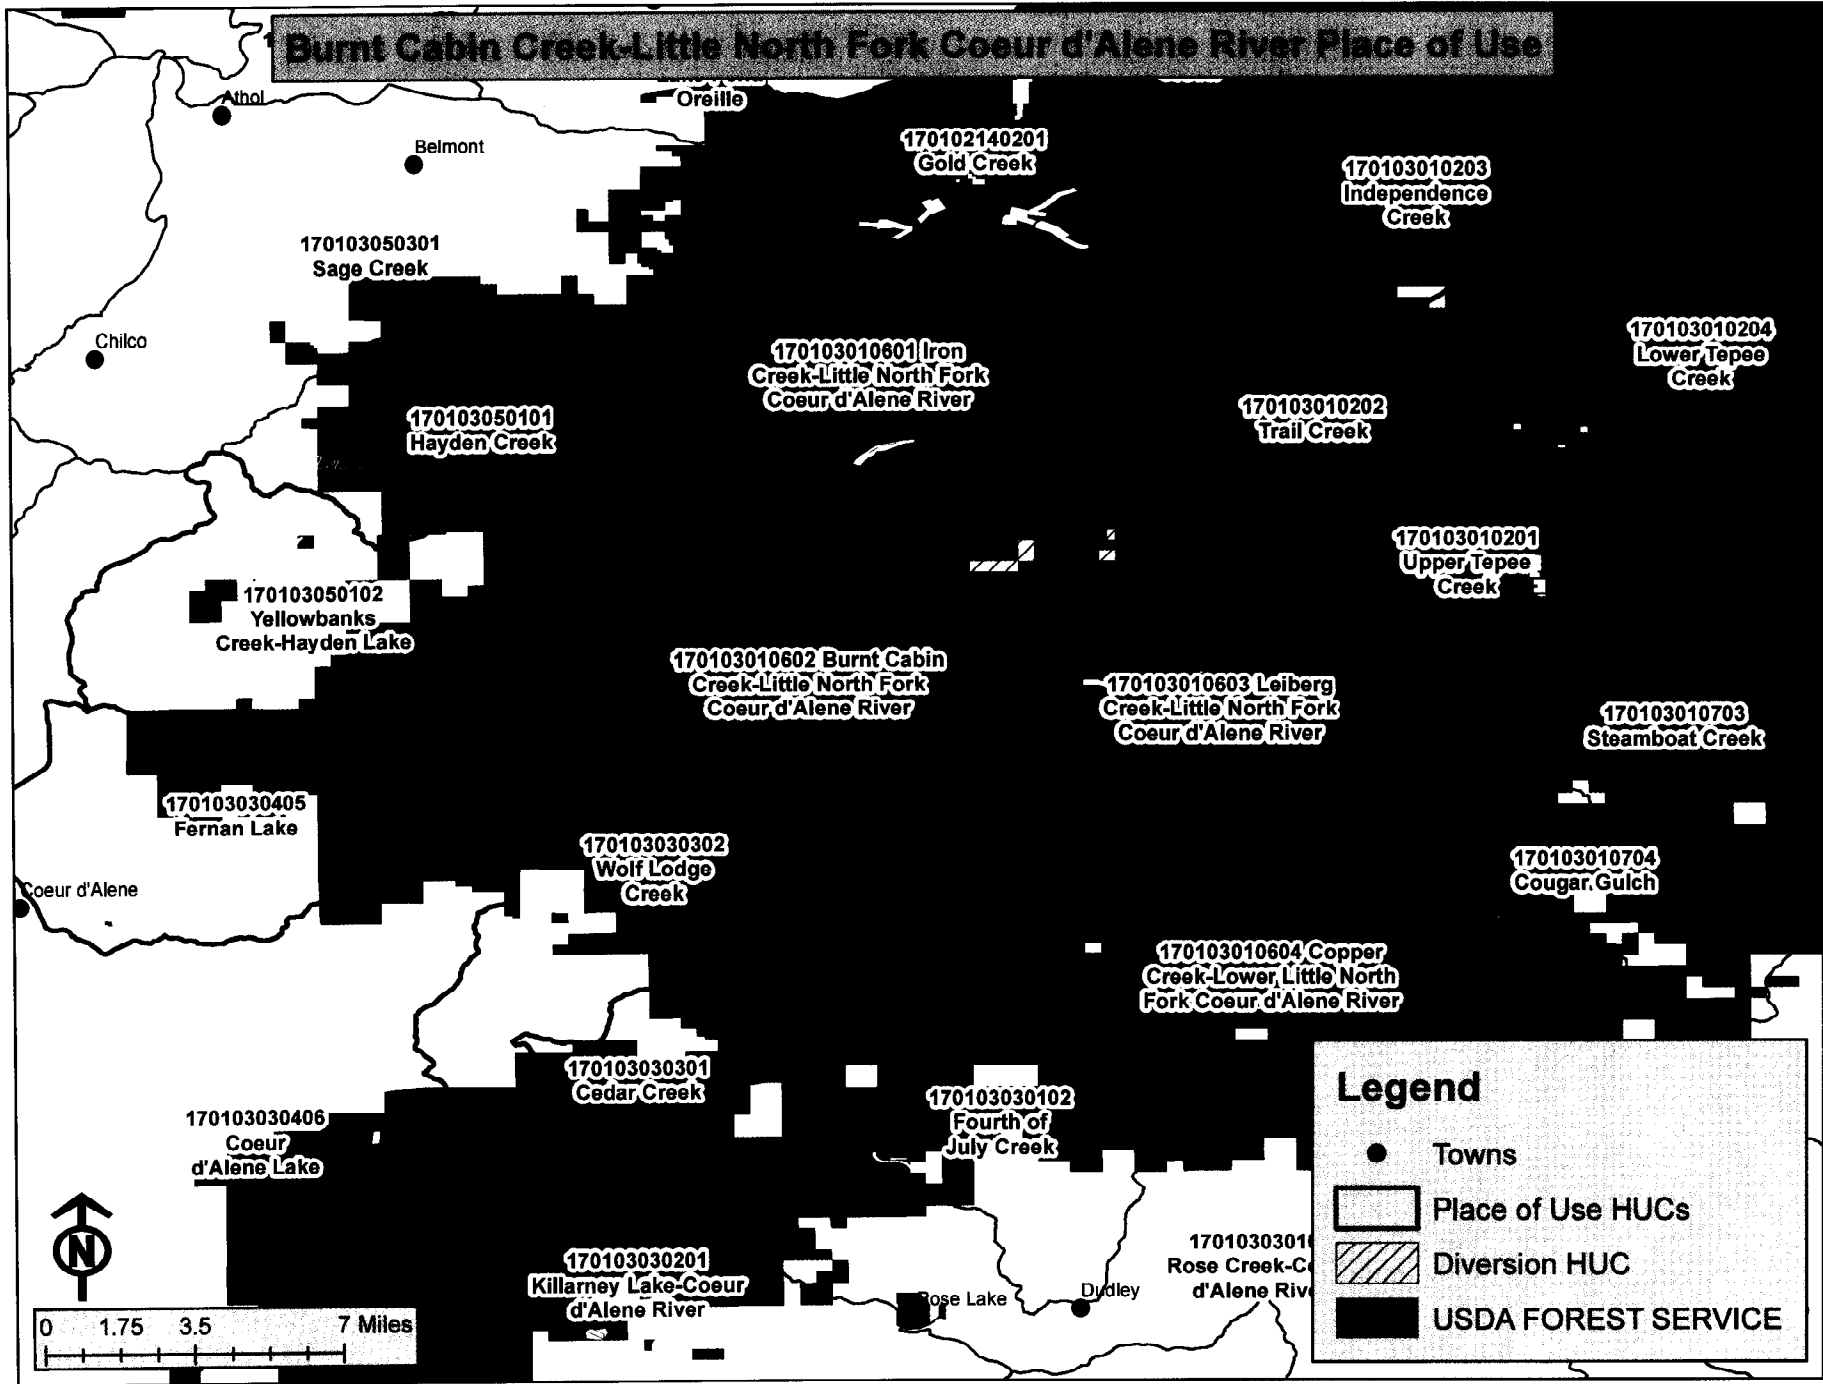 Burnt Cabin Creek-Little North Fork Coeur d'Alene River Place of Use
Athol
Oreille
Belmont
170102140201
Gold Creek
170103010203
Independence
Creek
170103050301
Sage Creek
Chilco
170103010204
Lower Tepee
Creek
170103010601 Iron
Creek-Little North Fork
Coeur d'Alene River
170103050101
Hayden Creek
170103010202
Trail Creek
170103010201
Upper Tepee
Creek
170103050102
Yellowbanks
Creek-Hayden Lake
170103010602 Burnt Cabin
Creek-Little North Fork
Coeur d'Alene River
170103010603 Leiberg
Creek-Little North Fork
Coeur d'Alene River
170103010703
Steamboat Creek
170103030405
Fernan Lake
170103030302
Wolf Lodge
Creek
170103010704
Cougar Gulch
Coeur d'Alene
170103010604 Copper
Creek-Lower Little North
Fork Coeur d'Alene River
170103030301
Cedar Creek
170103030102
Fourth of
July Creek
170103030406
Coeur
d'Alene Lake
N
170103030201
Killarney Lake-Coeur
d'Alene River
Rose Lake
Dudley
17010303010
Rose Creek-C
d'Alene Riv
0 1.75 3.5 7 Miles
Legend
Towns
Place of Use HUCs
Diversion HUC
USDA FOREST SERVICE